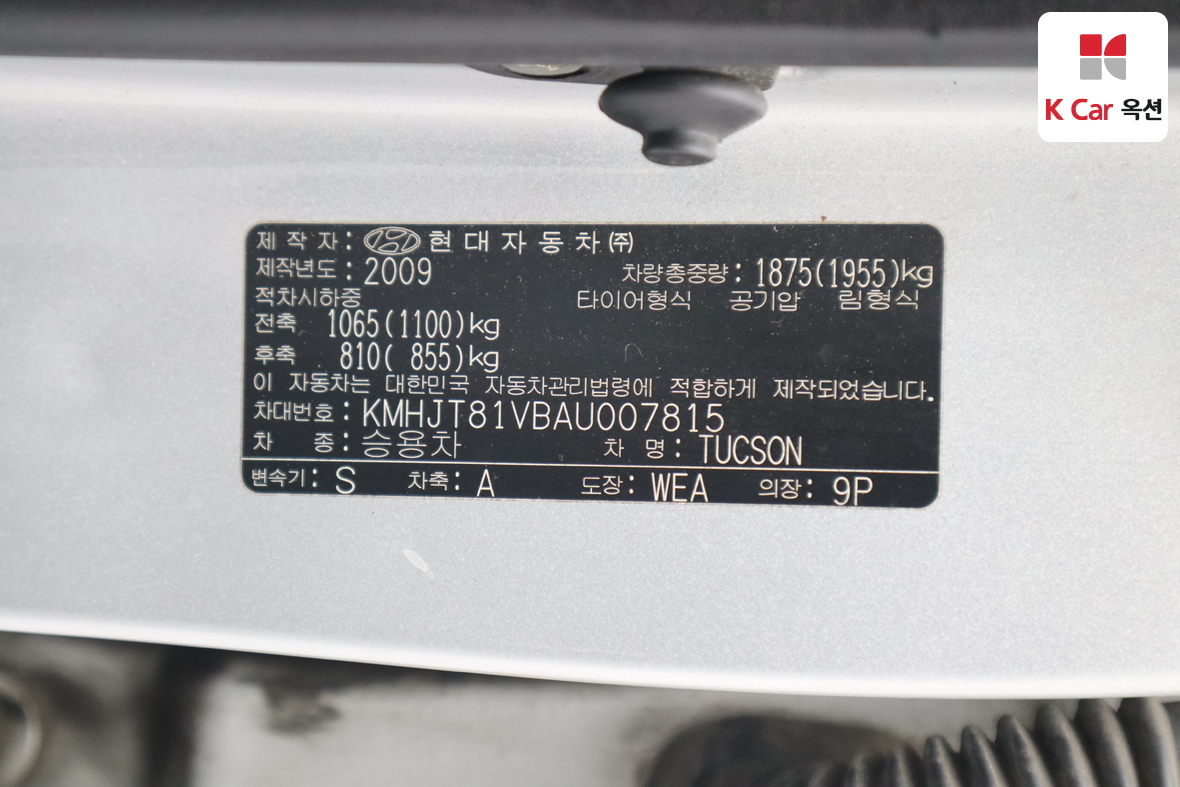 K Car 옥션
제 작 자 : 현대자동차㈜
제작년도 : 2009 차량총중량 : 1875(1955)kg
적차시하중 타이어형식 공기압 림형식
전축 1065(1100)kg
후축 810( 855)kg
이 자동차는 대한민국 자동차관리법령에 적합하게 제작되었습니다.
차대번호 : KMHJT81VBAU007815
차 종 : 승용차 차 명 : TUCSON
변속기 : S 차축 : A 도장 : WEA 의장 : 9P